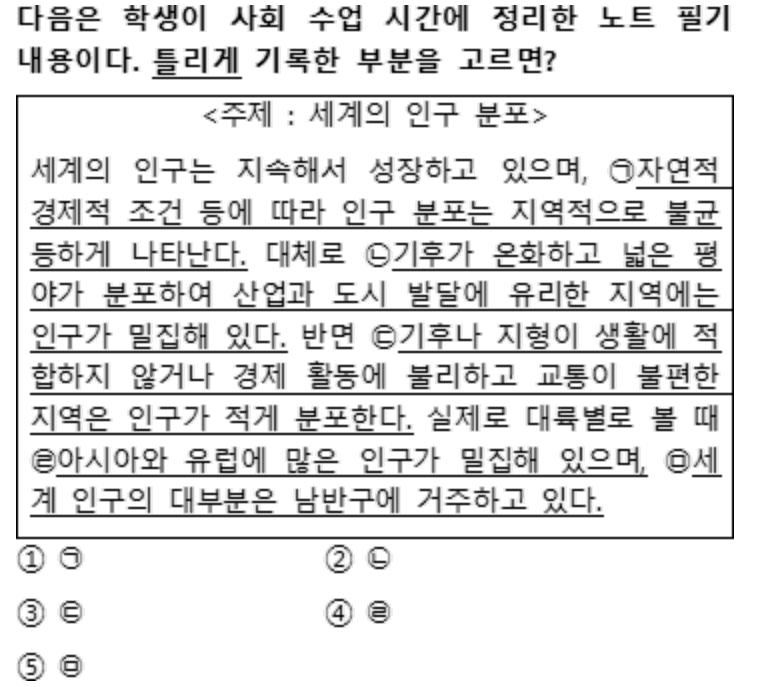 다음은 학생이 사회 수업 시간에 정리한 노트 필기
내용이다. 틀리게 기록한 부분을 고르면?
<주제 : 세계의 인구 분포>
세계의 인구는 지속해서 성장하고 있으며, ㉠자연적
경제적 조건 등에 따라 인구 분포는 지역적으로 불균
등하게 나타난다. 대체로 ㉡기후가 온화하고 넓은 평
야가 분포하여 산업과 도시 발달에 유리한 지역에는
인구가 밀집해 있다. 반면 ㉢기후나 지형이 생활에 적
합하지 않거나 경제 활동에 불리하고 교통이 불편한
지역은 인구가 적게 분포한다. 실제로 대륙별로 볼 때
㉣아시아와 유럽에 많은 인구가 밀집해 있으며, ㉤세
계 인구의 대부분은 남반구에 거주하고 있다.
① ㉠ ② ㉡
③ ㉢ ④ ㉣
⑤ ㉤